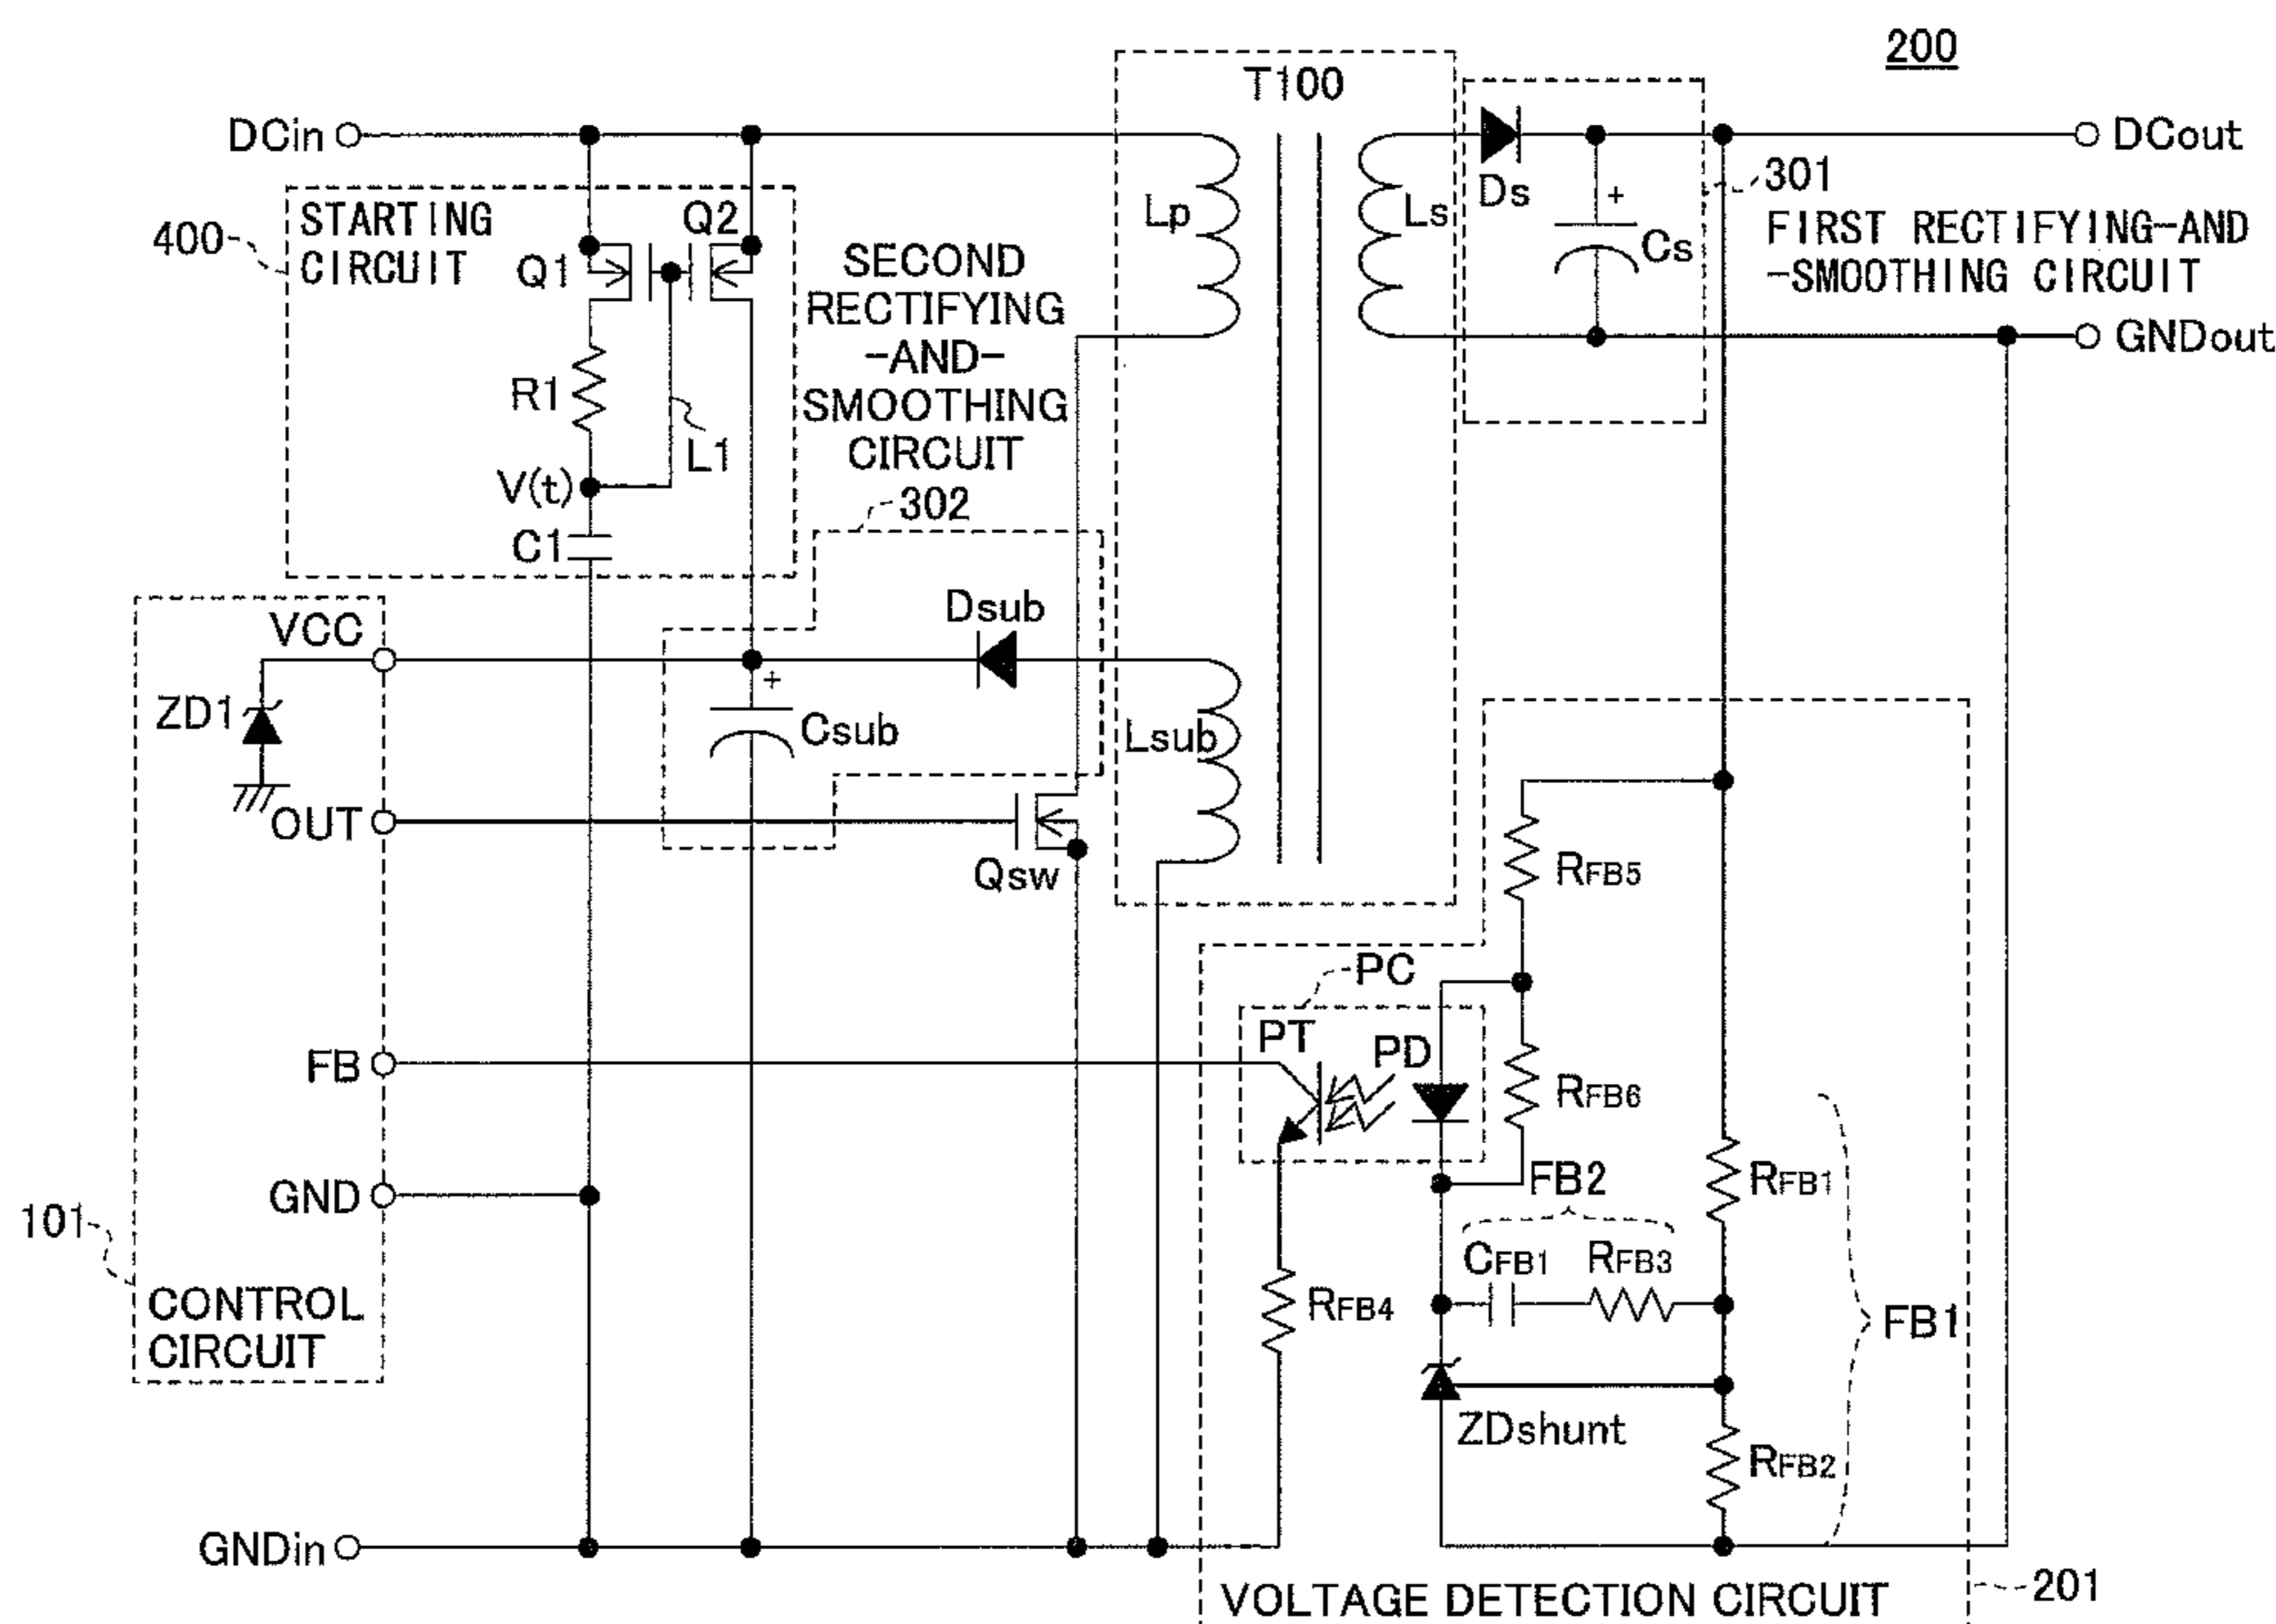 200
T100
DCin
DCout
Ds
301
Lp
Ls
+
Cs
FIRST RECTIFYING-AND
-SMOOTHING CIRCUIT
GNDout
400
STARTING
CIRCUIT
Q1
Q2
SECOND
RECTIFYING
-AND-
SMOOTHING
CIRCUIT
302
R1
L1
V(t)
C1
VCC
Dsub
ZD1
+
Csub
Lsub
OUT
Qsw
RFB5
PC
PT
PD
FB
RFB6
GND
FB2
RFB1
101
CFB1
RFB3
CONTROL
CIRCUIT
RFB4
FB1
ZDshunt
RFB2
GNDin
VOLTAGE DETECTION CIRCUIT
201